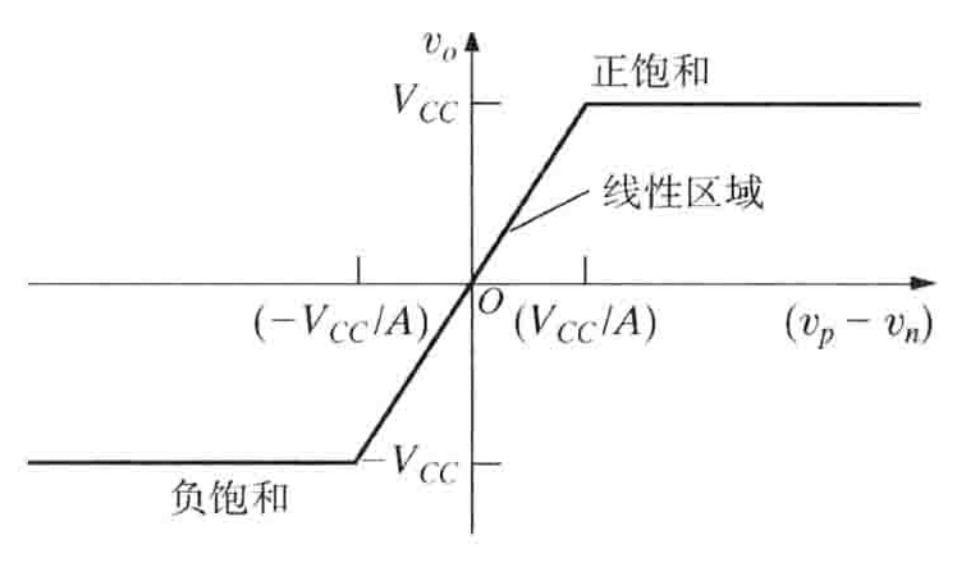 v_o
正饱和
V_CC
线性区域
O
(-V_CC/A)
(V_CC/A)
(v_p - v_n)
-V_CC
负饱和